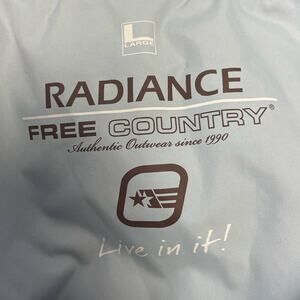 L
LARGE
RADIANCE
FREE COUNTRY®
Authentic Outwear since 1990
Live in it!